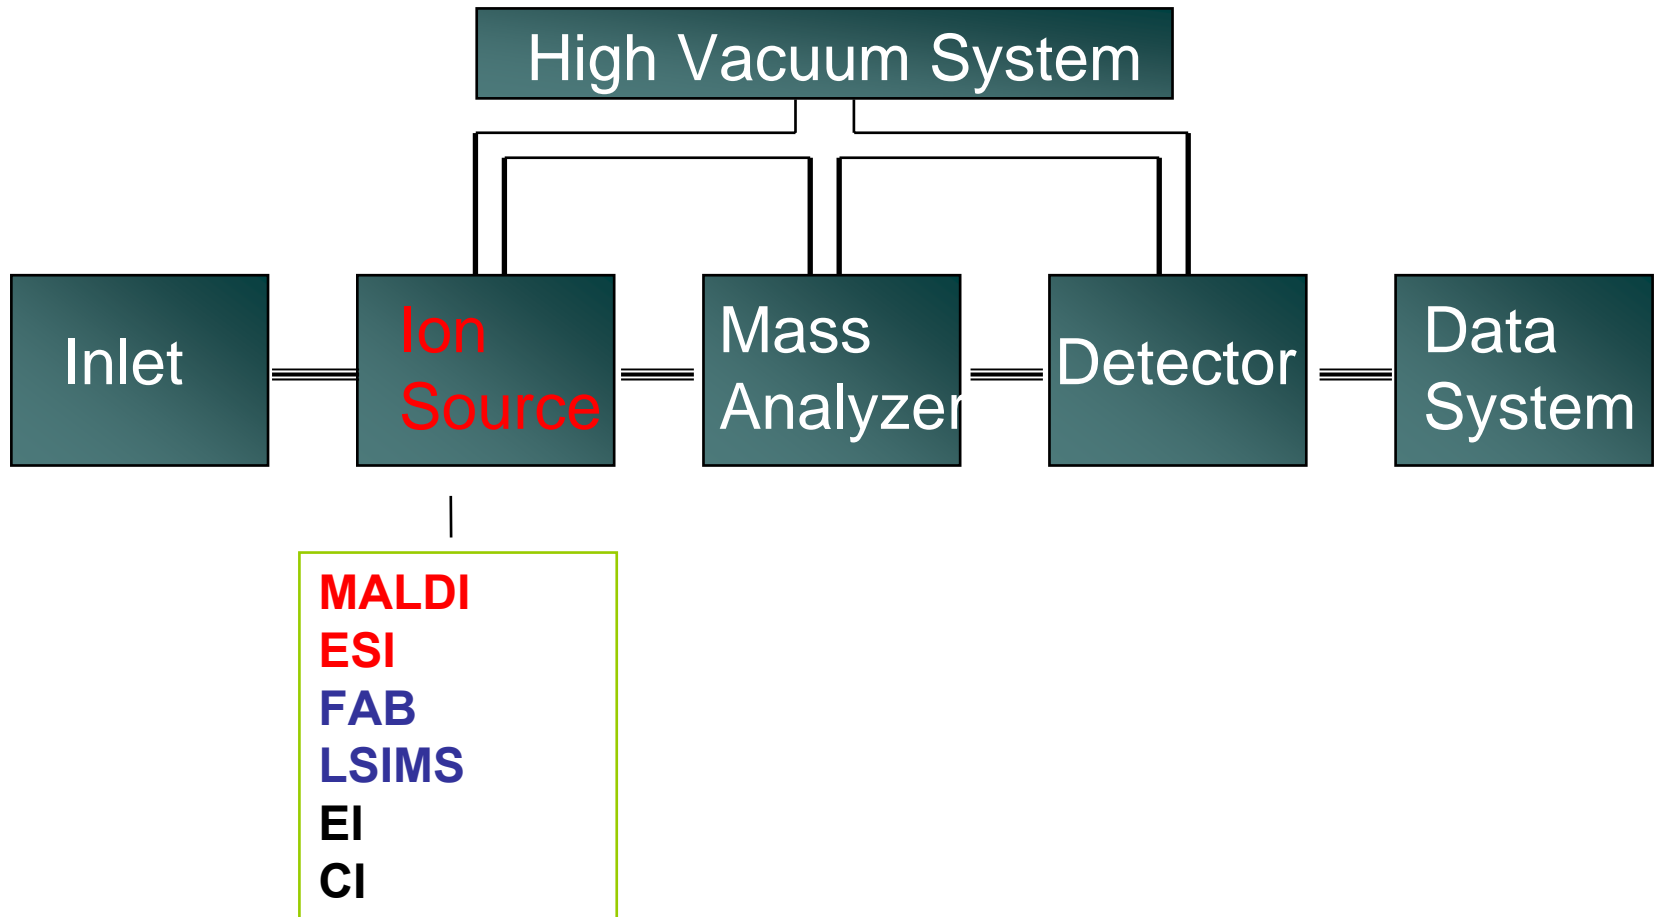 High Vacuum System
Inlet
Ion
Source
Mass
Analyzer
Detector
Data
System
MALDI
ESI
FAB
LSIMS
EI
CI